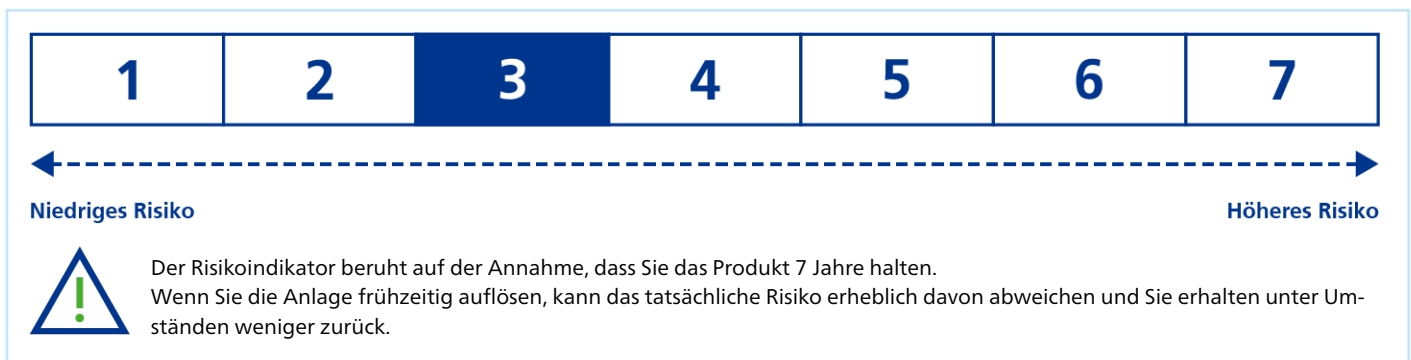 1 2 3 4 5 6 7
Niedriges Risiko Höheres Risiko
Der Risikoindikator beruht auf der Annahme, dass Sie das Produkt 7 Jahre halten.
Wenn Sie die Anlage frühzeitig auflösen, kann das tatsächliche Risiko erheblich davon abweichen und Sie erhalten unter Um-
ständen weniger zurück.